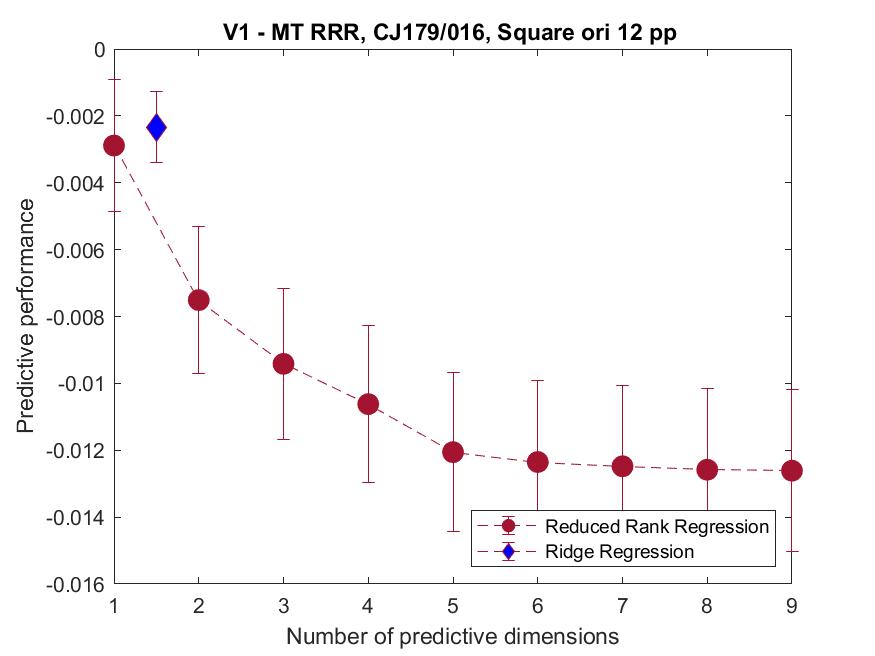 V1 - MT RRR, CJ179/016, Square ori 12 pp
0
-0.002
-0.004
-0.006
-0.008
-0.01
-0.012
-0.014
-0.016
Predictive performance
Reduced Rank Regression
Ridge Regression
1 2 3 4 5 6 7 8 9
Number of predictive dimensions